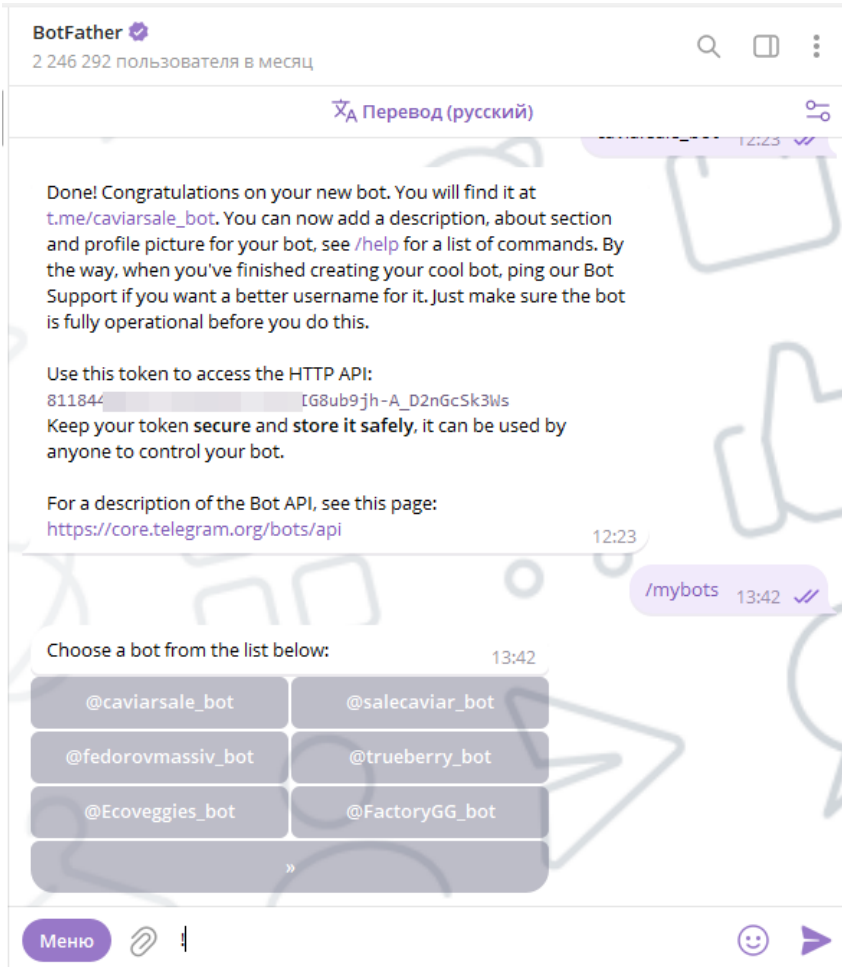 BotFather
2 246 292 пользователя в месяц
Перевод (русский)
12:23
Done! Congratulations on your new bot. You will find it at
t.me/caviarsale_bot. You can now add a description, about section
and profile picture for your bot, see /help for a list of commands. By
the way, when you've finished creating your cool bot, ping our Bot
Support if you want a better username for it. Just make sure the bot
is fully operational before you do this.
Use this token to access the HTTP API:
811844 IG8ub9jh-A_D2nGcSk3Ws
Keep your token secure and store it safely, it can be used by
anyone to control your bot.
For a description of the Bot API, see this page:
https://core.telegram.org/bots/api
12:23
/mybots 13:42
Choose a bot from the list below:
13:42
@caviarsale_bot @salecaviar_bot
@fedorovmassiv_bot @trueberry_bot
@Ecoveggies_bot @FactoryGG_bot
»
Меню !